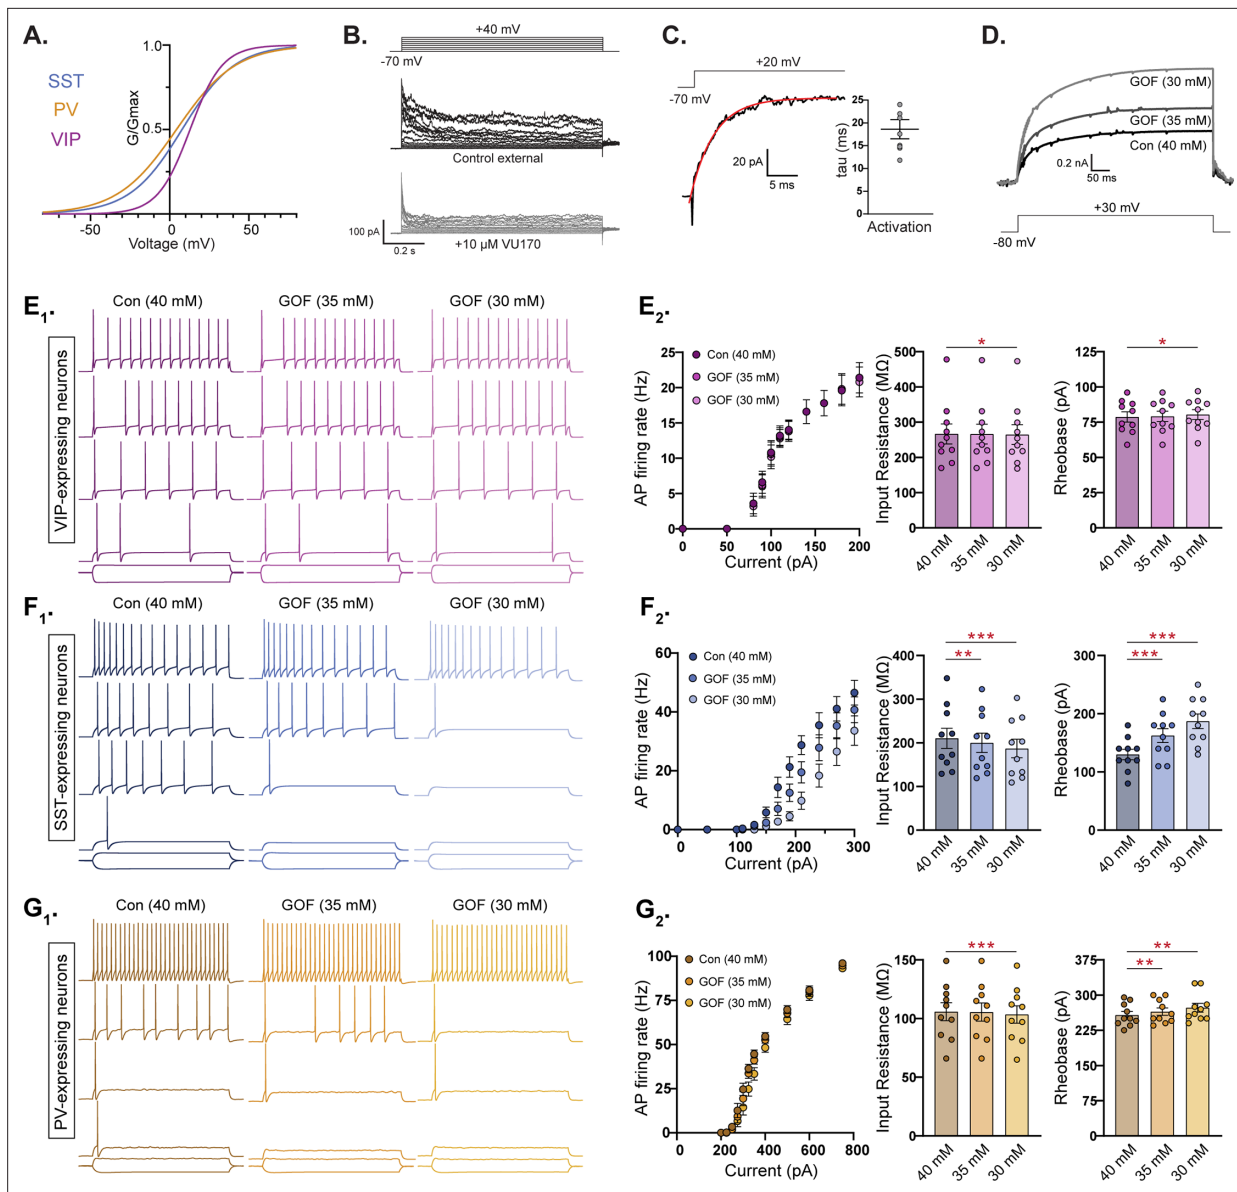 A.
SST
PV
VIP
G/Gmax
1.0
0.5
-50
0
50
Voltage (mV)
B.
+40 mV
-70 mV
Control external
100 pA
0.2 s
+10 µM VU170
C.
+20 mV
-70 mV
20 pA
5 ms
tau (ms)
25
20
15
10
5
0
Activation
D.
GOF (30 mM)
GOF (35 mM)
Con (40 mM)
0.2 nA
50 ms
+30 mV
-80 mV
E1.
Con (40 mM)
GOF (35 mM)
GOF (30 mM)
VIP-expressing neurons
E2.
AP firing rate (Hz)
25
20
15
10
5
0
Con (40 mM)
GOF (35 mM)
GOF (30 mM)
0
50
100
150
200
Current (pA)
Input Resistance (MΩ)
500
400
300
200
100
0
*
40 mM
35 mM
30 mM
Rheobase (pA)
125
100
75
50
25
0
*
40 mM
35 mM
30 mM
F1.
Con (40 mM)
GOF (35 mM)
GOF (30 mM)
SST-expressing neurons
F2.
AP firing rate (Hz)
60
40
20
0
Con (40 mM)
GOF (35 mM)
GOF (30 mM)
0
100
200
300
Current (pA)
Input Resistance (MΩ)
400
300
200
100
0
***
**
40 mM
35 mM
30 mM
Rheobase (pA)
300
200
100
0
***
***
40 mM
35 mM
30 mM
G1.
Con (40 mM)
GOF (35 mM)
GOF (30 mM)
PV-expressing neurons
G2.
AP firing rate (Hz)
100
75
50
25
0
Con (40 mM)
GOF (35 mM)
GOF (30 mM)
0
200
400
600
800
Current (pA)
Input Resistance (MΩ)
150
100
50
0
***
40 mM
35 mM
30 mM
Rheobase (pA)
375
300
225
150
75
0
**
**
40 mM
35 mM
30 mM